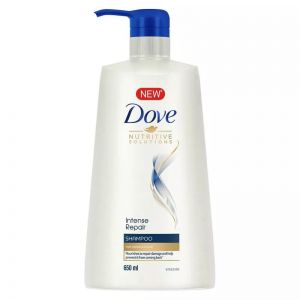 NEW
Dove
NUTRITIVE
SOLUTIONS
Intense
Repair
SHAMPOO
650 ml